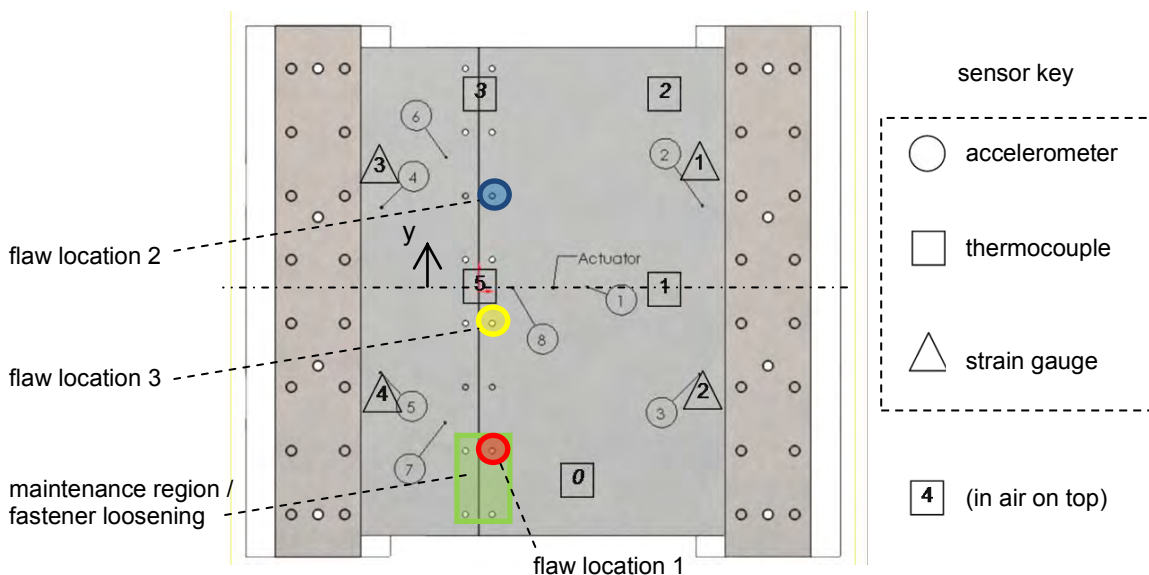 sensor key
3
2
6
accelerometer
3
2
1
4
flaw location 2
y
thermocouple
Actuator
5
1
1
8
flaw location 3
strain gauge
4
5
2
3
7
0
maintenance region /
fastener loosening
4
(in air on top)
flaw location 1